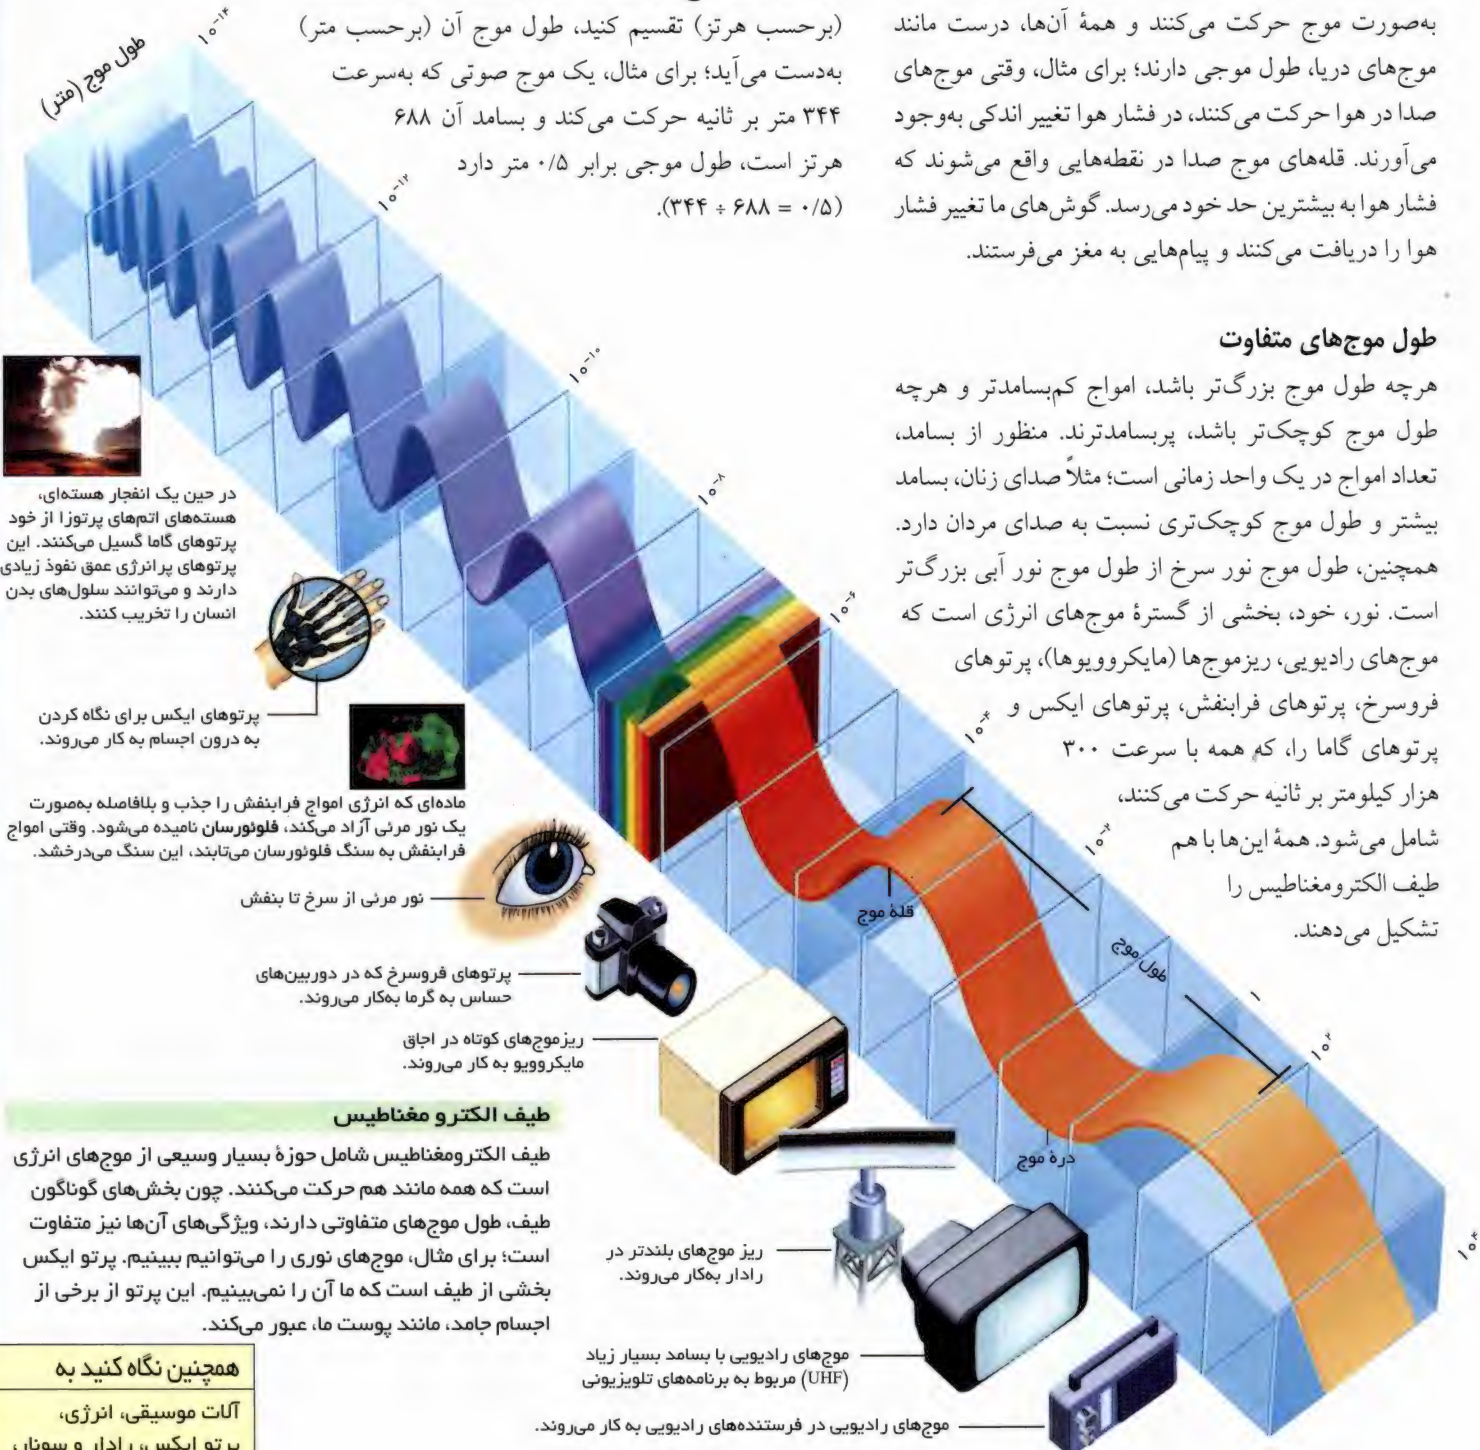 به‌صورت موج حرکت می‌کنند و همهٔ آن‌ها، درست مانند
موج‌های دریا، طول موجی دارند؛ برای مثال، وقتی موج‌های
صدا در هوا حرکت می‌کنند، در فشار هوا تغییر اندکی به‌وجود
می‌آورند. قله‌های موج صدا در نقطه‌هایی واقع می‌شوند که
فشار هوا به بیشترین حد خود می‌رسد. گوش‌های ما تغییر فشار
هوا را دریافت می‌کنند و پیام‌هایی به مغز می‌فرستند.
طول موج‌های متفاوت
هرچه طول موج بزرگ‌تر باشد، امواج کم‌بسامدتر و هرچه
طول موج کوچک‌تر باشد، پربسامدترند. منظور از بسامد،
تعداد امواج در یک واحد زمانی است؛ مثلاً صدای زنان، بسامد
بیشتر و طول موج کوچک‌تری نسبت به صدای مردان دارد.
همچنین، طول موج نور سرخ از طول موج نور آبی بزرگ‌تر
است. نور، خود، بخشی از گسترهٔ موج‌های انرژی است که
موج‌های رادیویی، ریزموج‌ها (مایکروویوها)، پرتوهای
فروسرخ، پرتوهای فرابنفش، پرتوهای ایکس و
پرتوهای گاما را، که همه با سرعت ۳۰۰
هزار کیلومتر بر ثانیه حرکت می‌کنند،
شامل می‌شود. همهٔ این‌ها با هم
طیف الکترومغناطیس را
تشکیل می‌دهند.
(برحسب هرتز) تقسیم کنید، طول موج آن (برحسب متر)
به‌دست می‌آید؛ برای مثال، یک موج صوتی که به‌سرعت
۳۴۴ متر بر ثانیه حرکت می‌کند و بسامد آن ۶۸۸
هرتز است، طول موجی برابر ۰/۵ متر دارد
(۳۴۴ ÷ ۶۸۸ = ۰/۵).
طول موج (متر)
۱۰⁻۱۴
۱۰⁻۱۲
۱۰⁻۱۰
۱۰⁻۸
۱۰⁻۶
۱۰⁻۴
۱۰⁻۲
۱
۱۰۲
۱۰۴
قلهٔ موج
طول موج
درهٔ موج
در حین یک انفجار هسته‌ای،
هسته‌های اتم‌های پرتوزا از خود
پرتوهای گاما گسیل می‌کنند. این
پرتوهای پرانرژی عمق نفوذ زیادی
دارند و می‌توانند سلول‌های بدن
انسان را تخریب کنند.
پرتوهای ایکس برای نگاه کردن
به درون اجسام به کار می‌روند.
ماده‌ای که انرژی امواج فرابنفش را جذب و بلافاصله به‌صورت
یک نور مرئی آزاد می‌کند، فلوئورسان نامیده می‌شود. وقتی امواج
فرابنفش به سنگ فلوئورسان می‌تابند، این سنگ می‌درخشد.
نور مرئی از سرخ تا بنفش
پرتوهای فروسرخ که در دوربین‌های
حساس به گرما به‌کار می‌روند.
ریزموج‌های کوتاه در اجاق
مایکروویو به کار می‌روند.
ریز موج‌های بلندتر در
رادار به‌کار می‌روند.
موج‌های رادیویی با بسامد بسیار زیاد
(UHF) مربوط به برنامه‌های تلویزیونی
موج‌های رادیویی در فرستنده‌های رادیویی به کار می‌روند.
طیف الکترو مغناطیس
طیف الکترومغناطیس شامل حوزهٔ بسیار وسیعی از موج‌های انرژی
است که همه مانند هم حرکت می‌کنند. چون بخش‌های گوناگون
طیف، طول موج‌های متفاوتی دارند، ویژگی‌های آن‌ها نیز متفاوت
است؛ برای مثال، موج‌های نوری را می‌توانیم ببینیم. پرتو ایکس
بخشی از طیف است که ما آن را نمی‌بینیم. این پرتو از برخی از
اجسام جامد، مانند پوست ما، عبور می‌کند.
همچنین نگاه کنید به
آلات موسیقی، انرژی،
پرتو ایکس، رادار و سونار،